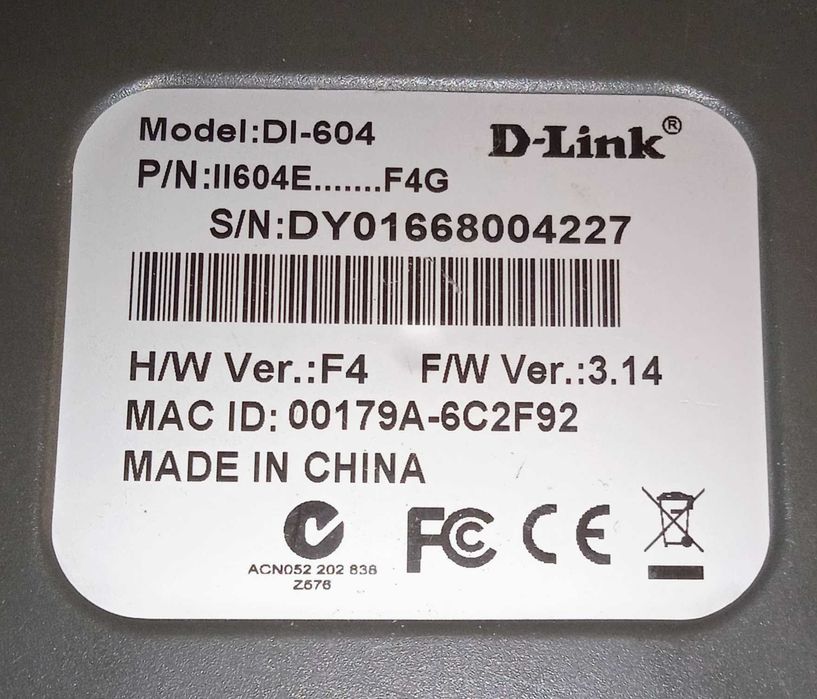 Model:DI-604
D-Link®
P/N:II604E.......F4G
S/N:DY01668004227
H/W Ver.:F4 F/W Ver.:3.14
MAC ID: 00179A-6C2F92
MADE IN CHINA
FC CE
ACN052 202 838
Z676